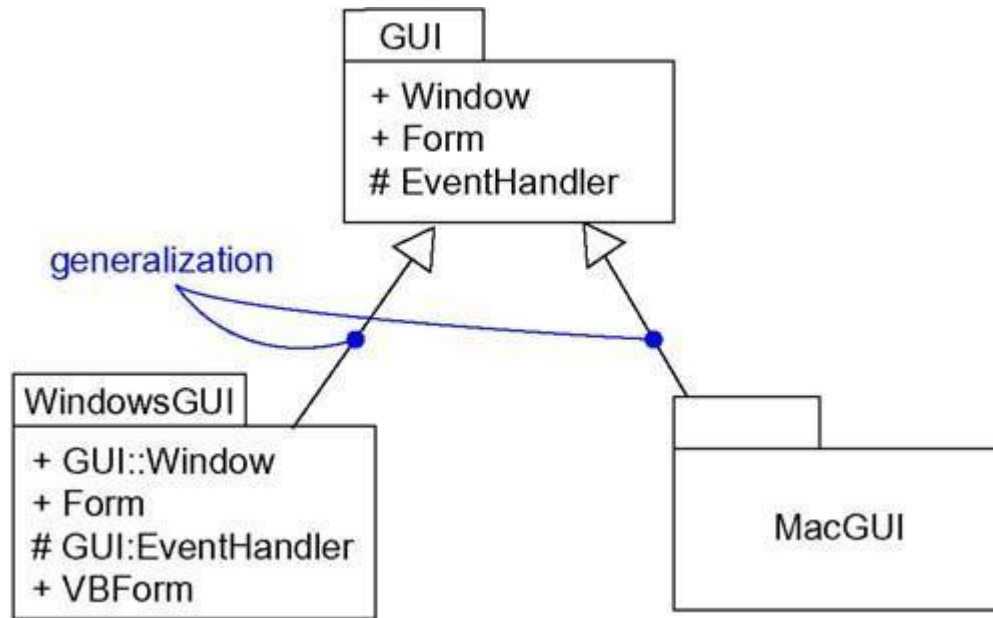 GUI
+ Window
+ Form
# EventHandler
generalization
WindowsGUI
+ GUI::Window
+ Form
# GUI:EventHandler
+ VBForm
MacGUI